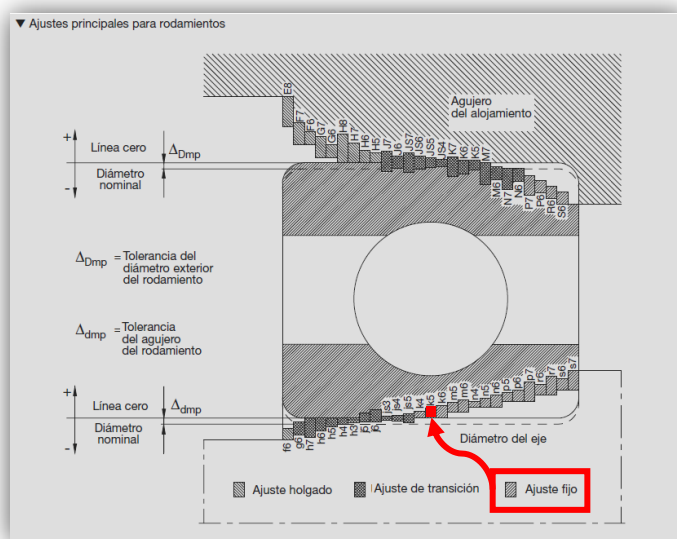 ▼ Ajustes principales para rodamientos
E8
F7
F6
G7
G6
H8
H7
H6
H5
J7
J6
JS7
JS6
JS5
JS4
K7
K6
K5
M7
M6
N7
N6
P7
P6
R6
S6
Agujero
del alojamiento
+
Línea cero
ΔDmp
Diámetro
nominal
-
ΔDmp = Tolerancia del
diámetro exterior
del rodamiento
Δdmp = Tolerancia
del agujero
del rodamiento
+
Línea cero
Δdmp
Diámetro
nominal
-
f6
g6
h7
h6
h5
h4
h3
j5
j6
js3
js4
js5
k4
k5
k6
m5
m6
n4
n5
n6
p5
p6
p7
r6
r7
s6
s7
Diámetro del eje
Ajuste holgado
Ajuste de transición
Ajuste fijo